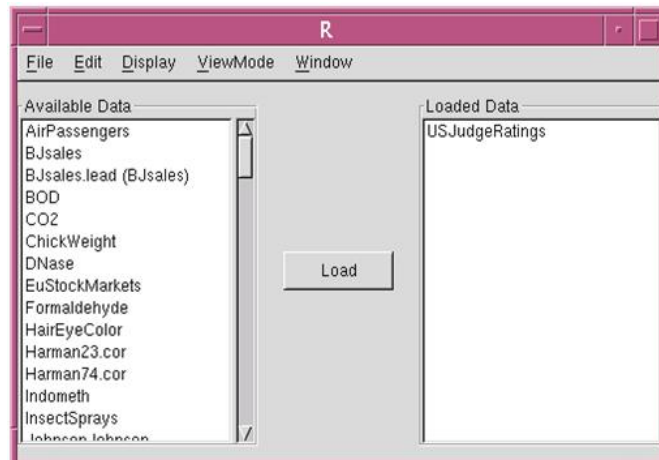 R
File Edit Display ViewMode Window
Available Data
AirPassengers
BJsales
BJsales.lead (BJsales)
BOD
CO2
ChickWeight
DNase
EuStockMarkets
Formaldehyde
HairEyeColor
Harman23.cor
Harman74.cor
Indometh
InsectSprays
JohnsonJohnson
Load
Loaded Data
USJudgeRatings